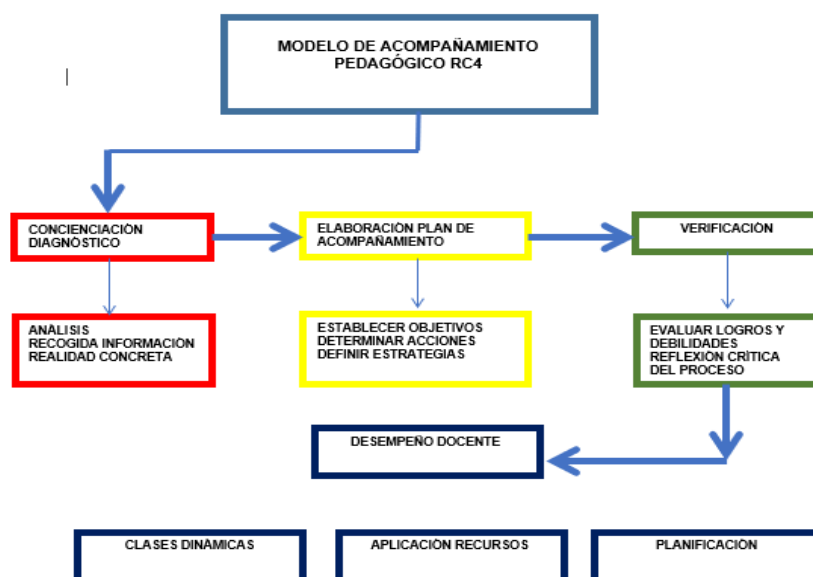 MODELO DE ACOMPAÑAMIENTO
PEDAGÓGICO RC4
CONCIENCIACIÓN
DIAGNÓSTICO
ELABORACIÓN PLAN DE
ACOMPAÑAMIENTO
VERIFICACIÓN
ANÁLISIS
RECOGIDA INFORMACIÓN
REALIDAD CONCRETA
ESTABLECER OBJETIVOS
DETERMINAR ACCIONES
DEFINIR ESTRATEGIAS
EVALUAR LOGROS Y
DEBILIDADES
REFLEXIÓN CRÍTICA
DEL PROCESO
DESEMPEÑO DOCENTE
CLASES DINÁMICAS
APLICACIÓN RECURSOS
PLANIFICACIÓN